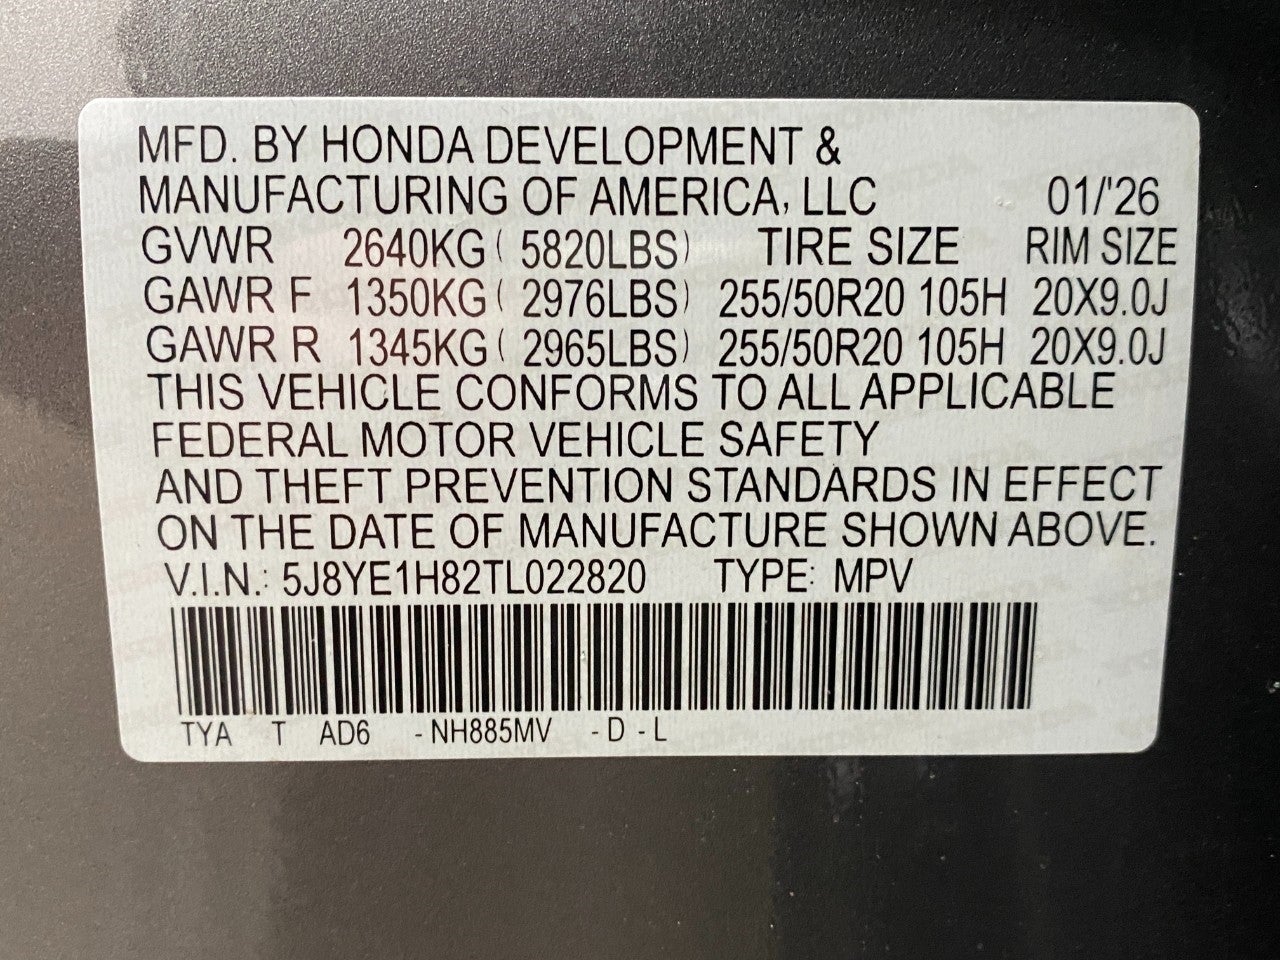 MFD. BY HONDA DEVELOPMENT &
MANUFACTURING OF AMERICA, LLC 01/'26
GVWR 2640KG ( 5820LBS) TIRE SIZE RIM SIZE
GAWR F 1350KG ( 2976LBS) 255/50R20 105H 20X9.0J
GAWR R 1345KG ( 2965LBS) 255/50R20 105H 20X9.0J
THIS VEHICLE CONFORMS TO ALL APPLICABLE
FEDERAL MOTOR VEHICLE SAFETY
AND THEFT PREVENTION STANDARDS IN EFFECT
ON THE DATE OF MANUFACTURE SHOWN ABOVE.
V.I.N.: 5J8YE1H82TL022820 TYPE: MPV
TYA T AD6 - NH885MV - D - L